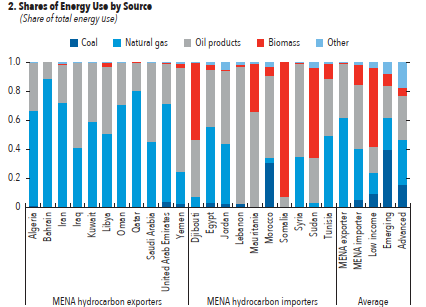 2. Shares of Energy Use by Source
(Share of total energy use)
Coal Natural gas Oil products Biomass Other
1.0
0.8
0.6
0.4
0.2
0
Algeria
Bahrain
Iran
Iraq
Kuwait
Libya
Oman
Qatar
Saudi Arabia
United Arab Emirates
Yemen
Djibouti
Egypt
Jordan
Lebanon
Mauritania
Morocco
Somalia
Syria
Sudan
Tunisia
MENA exporter
MENA importer
Low income
Emerging
Advanced
MENA hydrocarbon exporters MENA hydrocarbon importers Average